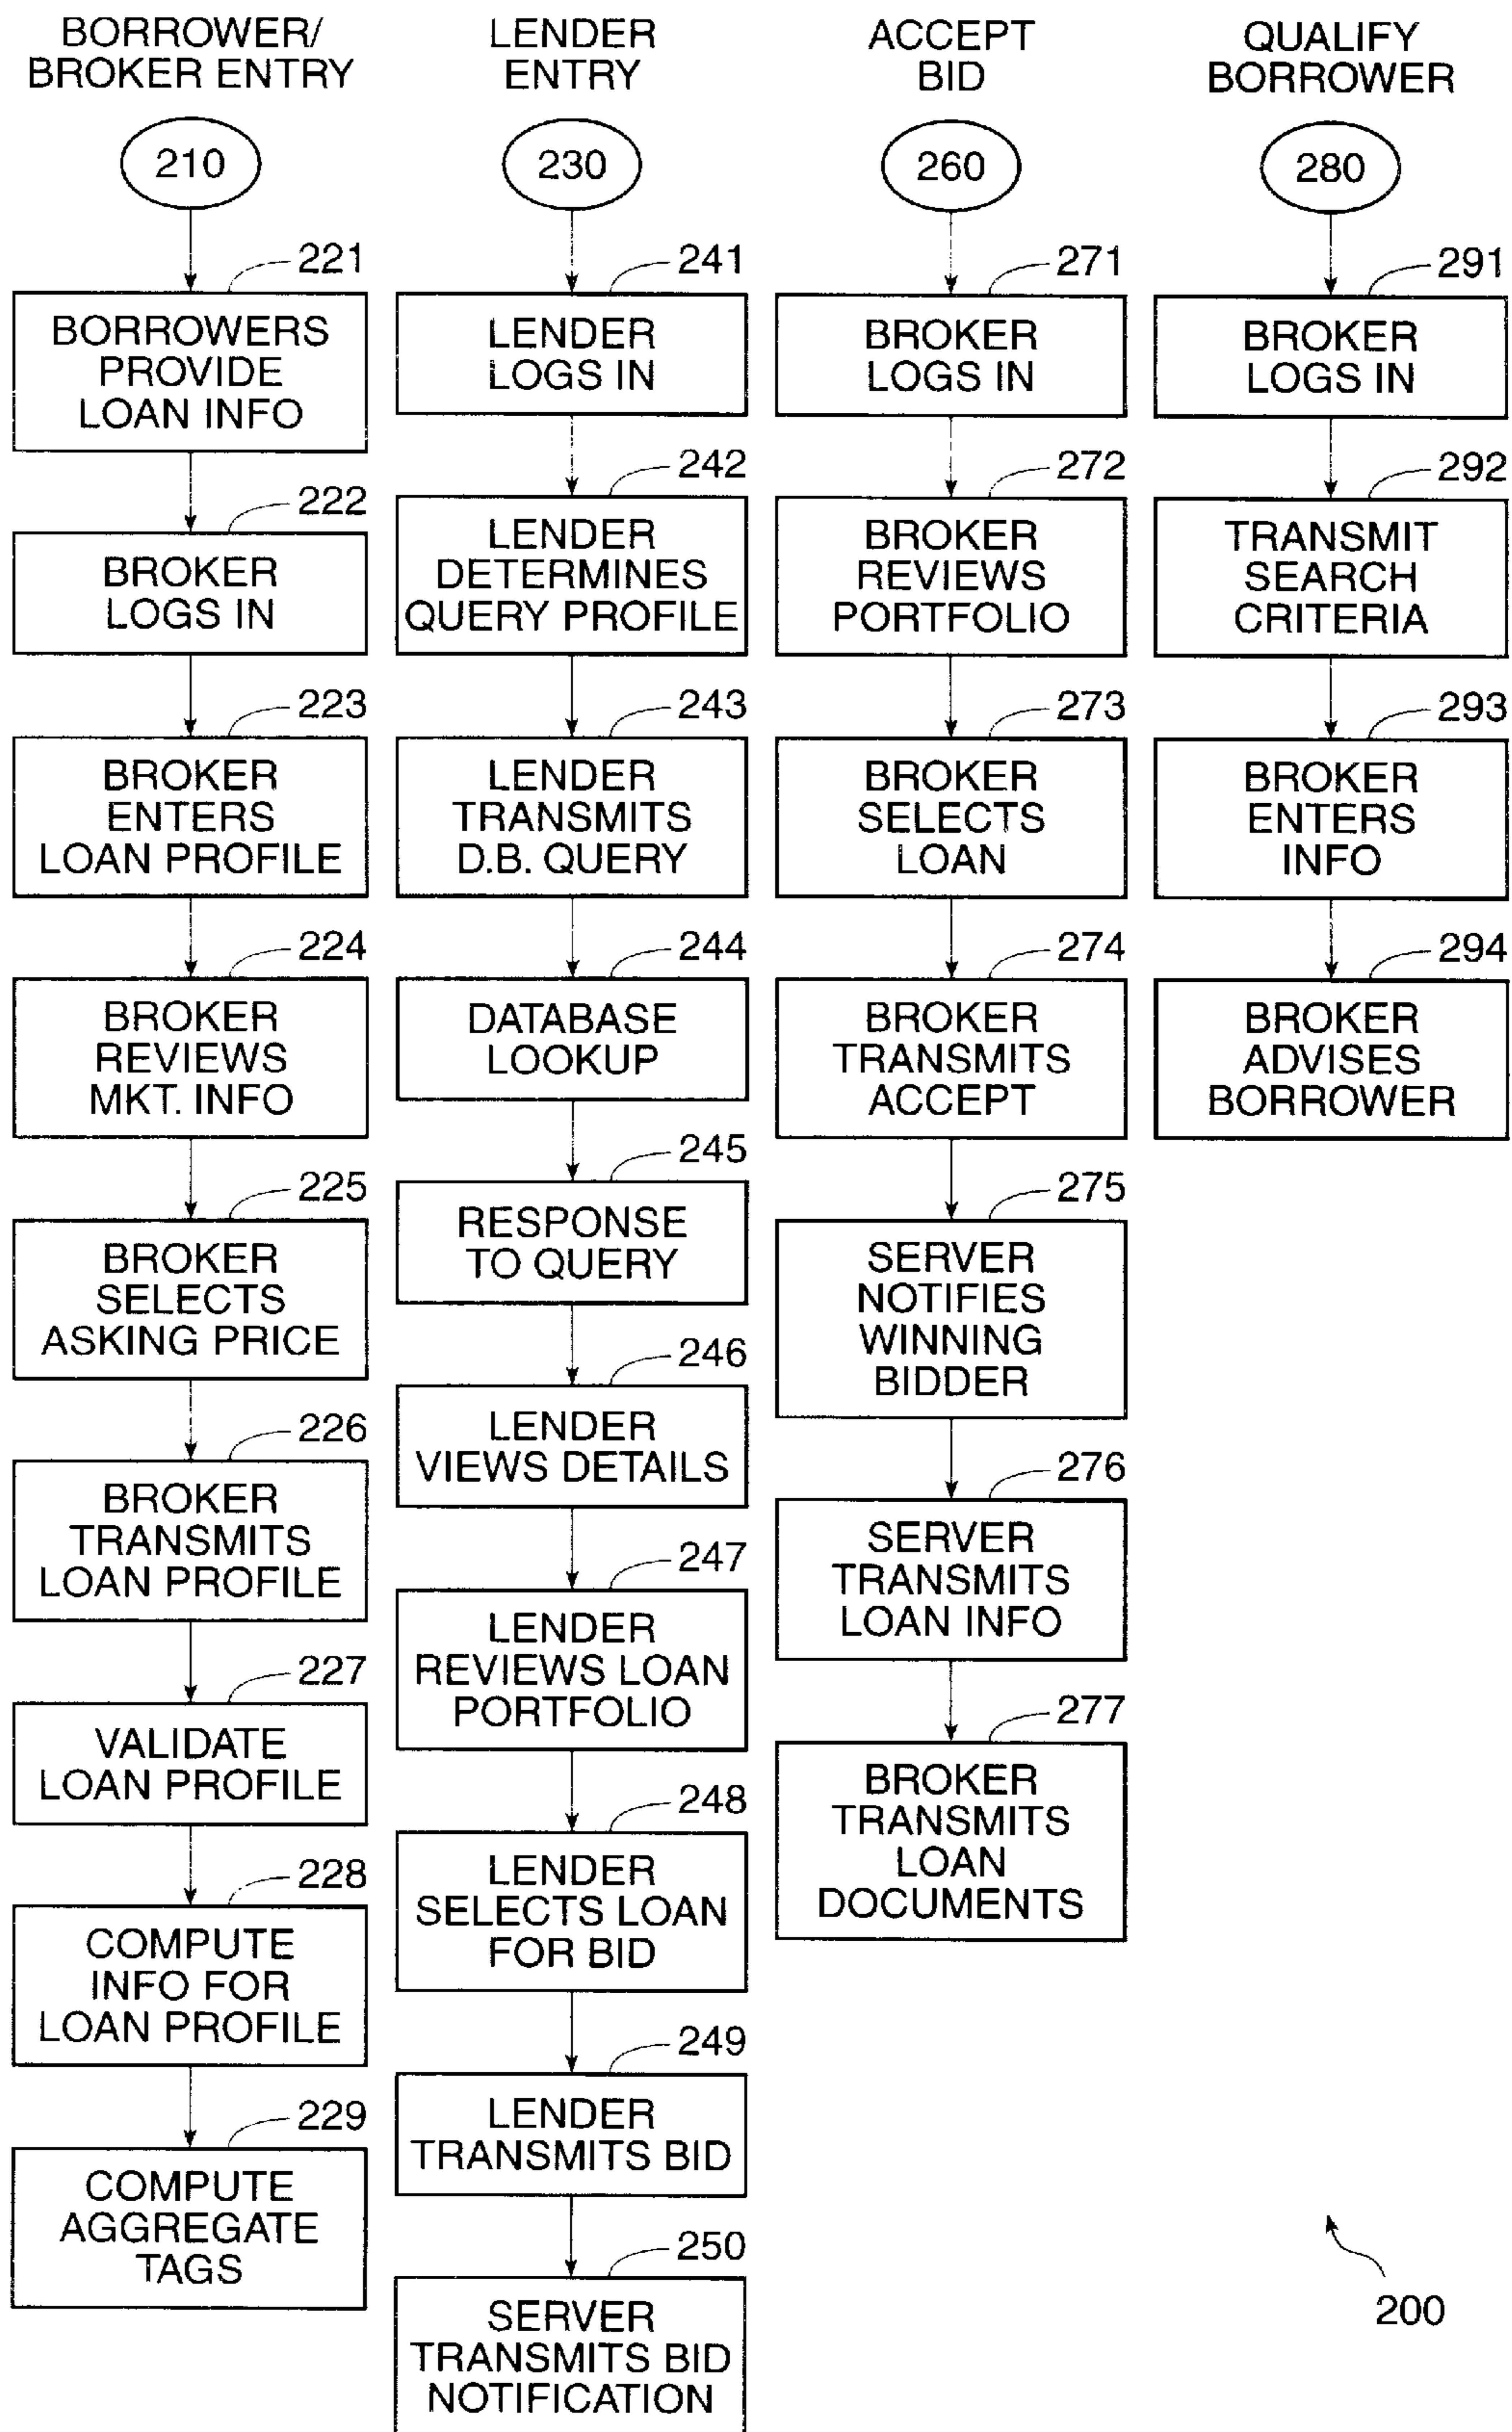 BORROWER/
BROKER ENTRY
210
221
BORROWERS
PROVIDE
LOAN INFO
222
BROKER
LOGS IN
223
BROKER
ENTERS
LOAN PROFILE
224
BROKER
REVIEWS
MKT. INFO
225
BROKER
SELECTS
ASKING PRICE
226
BROKER
TRANSMITS
LOAN PROFILE
227
VALIDATE
LOAN PROFILE
228
COMPUTE
INFO FOR
LOAN PROFILE
229
COMPUTE
AGGREGATE
TAGS
LENDER
ENTRY
230
241
LENDER
LOGS IN
242
LENDER
DETERMINES
QUERY PROFILE
243
LENDER
TRANSMITS
D.B. QUERY
244
DATABASE
LOOKUP
245
RESPONSE
TO QUERY
246
LENDER
VIEWS DETAILS
247
LENDER
REVIEWS LOAN
PORTFOLIO
248
LENDER
SELECTS LOAN
FOR BID
249
LENDER
TRANSMITS BID
250
SERVER
TRANSMITS BID
NOTIFICATION
ACCEPT
BID
260
271
BROKER
LOGS IN
272
BROKER
REVIEWS
PORTFOLIO
273
BROKER
SELECTS
LOAN
274
BROKER
TRANSMITS
ACCEPT
275
SERVER
NOTIFIES
WINNING
BIDDER
276
SERVER
TRANSMITS
LOAN INFO
277
BROKER
TRANSMITS
LOAN
DOCUMENTS
QUALIFY
BORROWER
280
291
BROKER
LOGS IN
292
TRANSMIT
SEARCH
CRITERIA
293
BROKER
ENTERS
INFO
294
BROKER
ADVISES
BORROWER
200